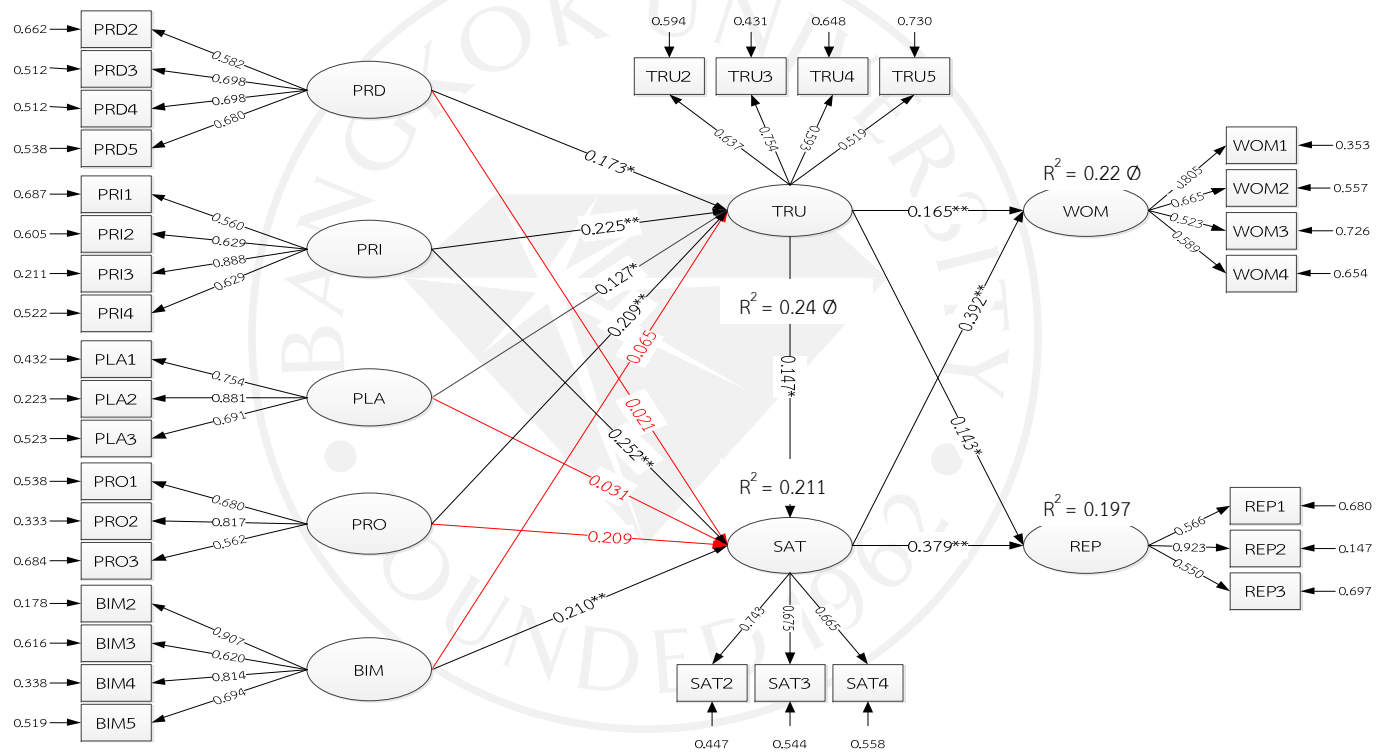 0.662 PRD2
0.512 PRD3
0.512 PRD4
0.538 PRD5
0.582
0.698
0.698
0.680
PRD
0.687 PRI1
0.605 PRI2
0.211 PRI3
0.522 PRI4
0.560
0.629
0.888
0.629
PRI
0.432 PLA1
0.223 PLA2
0.523 PLA3
0.754
0.881
0.691
PLA
0.538 PRO1
0.333 PRO2
0.684 PRO3
0.680
0.817
0.562
PRO
0.178 BIM2
0.616 BIM3
0.338 BIM4
0.519 BIM5
0.907
0.620
0.814
0.694
BIM
0.173*
0.225**
0.127*
0.209**
0.065
0.021
0.252**
0.031
0.209
0.210**
0.594 0.431 0.648 0.730
TRU2 TRU3 TRU4 TRU5
0.637 0.754 0.593 0.519
TRU
R² = 0.24 Ø
0.147*
R² = 0.211
SAT
0.743 0.675 0.665
SAT2 SAT3 SAT4
0.447 0.544 0.558
0.165**
0.392**
0.143*
0.379**
R² = 0.22 Ø
WOM
0.805
0.665
0.523
0.589
WOM1 0.353
WOM2 0.557
WOM3 0.726
WOM4 0.654
R² = 0.197
REP
0.566
0.923
0.550
REP1 0.680
REP2 0.147
REP3 0.697
BANGKOK UNIVERSITY
FOUNDED 1962